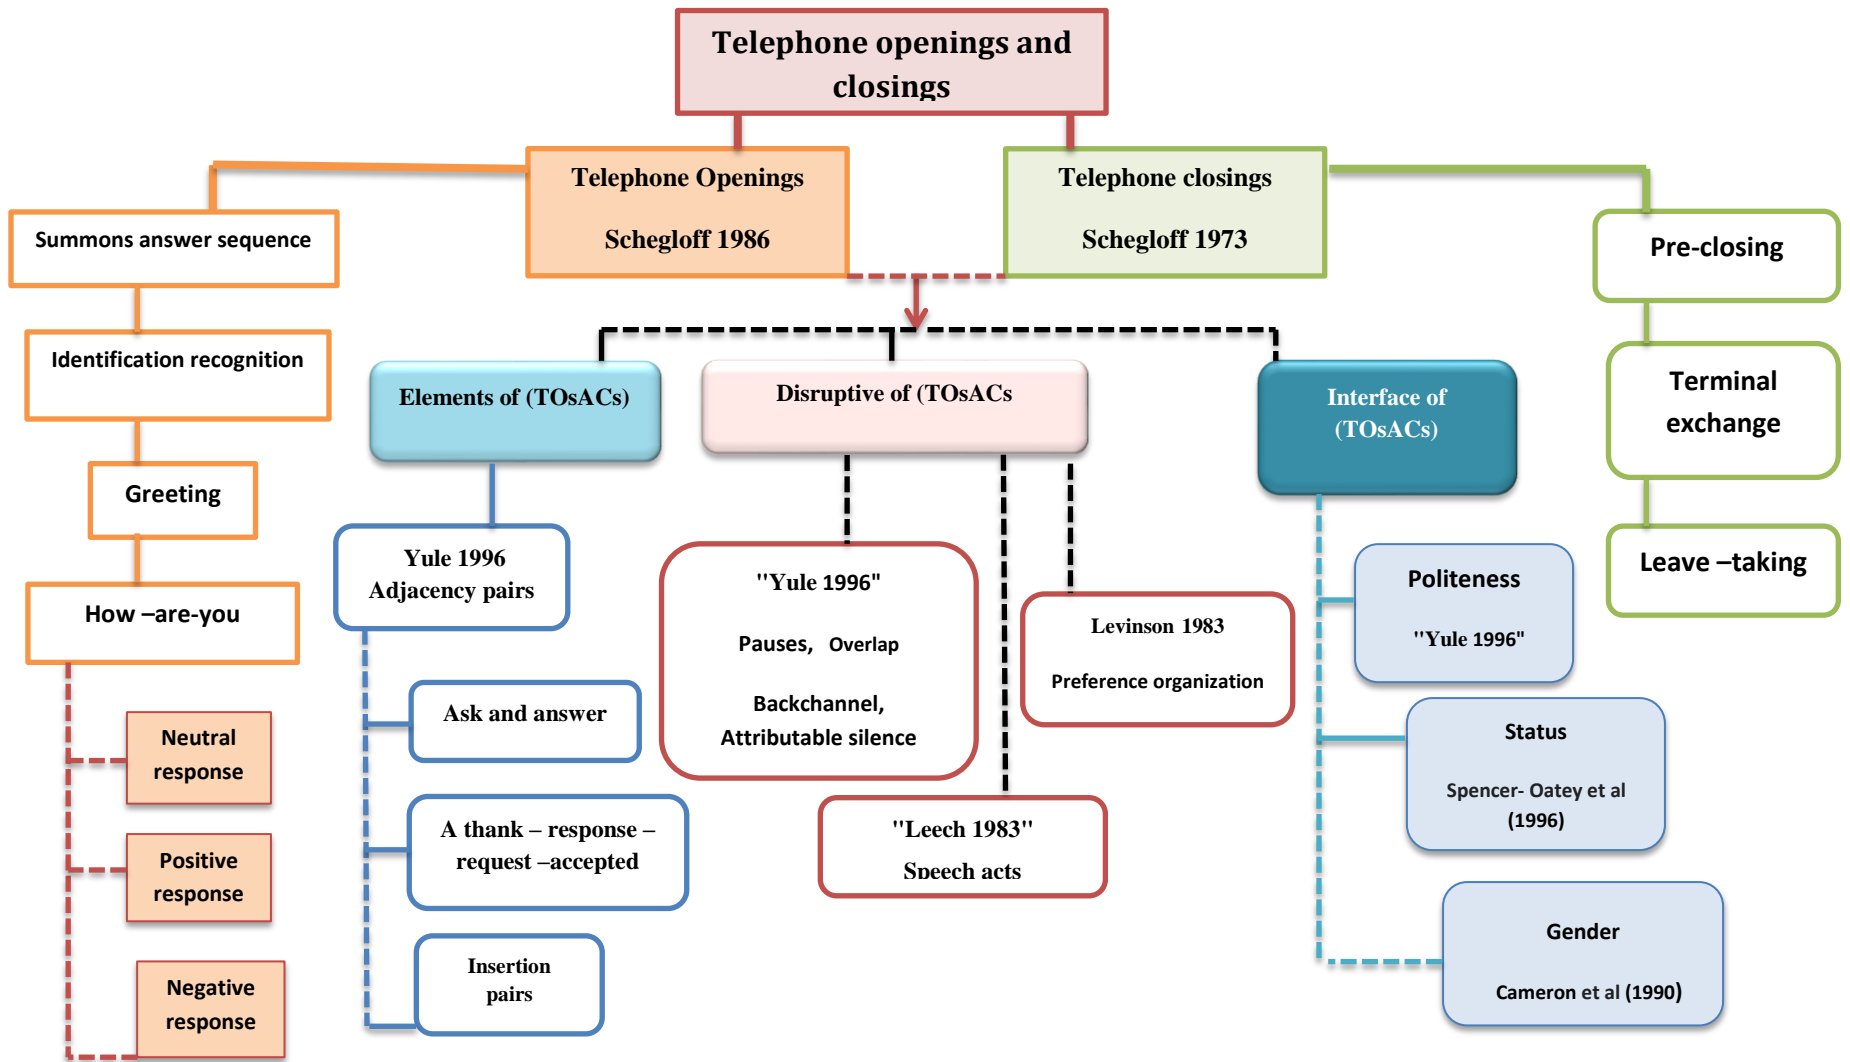 Telephone openings and
closings
Telephone Openings
Schegloff 1986
Telephone closings
Schegloff 1973
Summons answer sequence
Identification recognition
Greeting
How –are-you
Neutral
response
Positive
response
Negative
response
Elements of (TOsACs)
Yule 1996
Adjacency pairs
Ask and answer
A thank – response –
request –accepted
Insertion
pairs
Disruptive of (TOsACs
"Yule 1996"
Pauses, Overlap
Backchannel,
Attributable silence
"Leech 1983"
Speech acts
Levinson 1983
Preference organization
Interface of
(TOsACs)
Politeness
"Yule 1996"
Status
Spencer- Oatey et al
(1996)
Gender
Cameron et al (1990)
Pre-closing
Terminal
exchange
Leave –taking